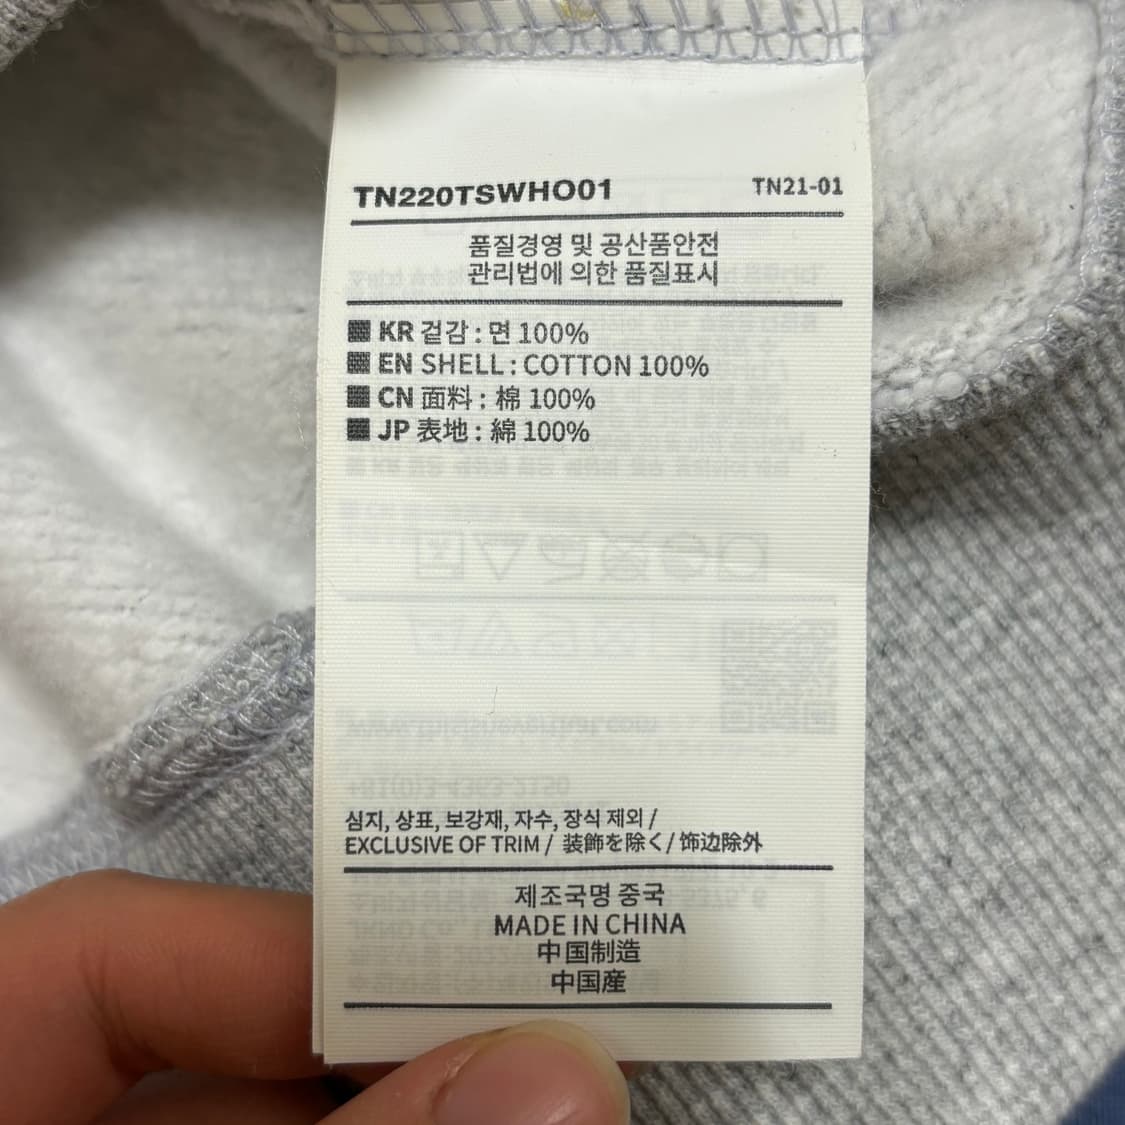 TN220TSWHO01 TN21-01
품질경영 및 공산품안전
관리법에 의한 품질표시
KR 겉감 : 면 100%
EN SHELL : COTTON 100%
CN 面料 : 棉 100%
JP 表地 : 綿 100%
심지, 상표, 보강재, 자수, 장식 제외 /
EXCLUSIVE OF TRIM / 装飾を除く / 饰边除外
제조국명 중국
MADE IN CHINA
中国制造
中国産